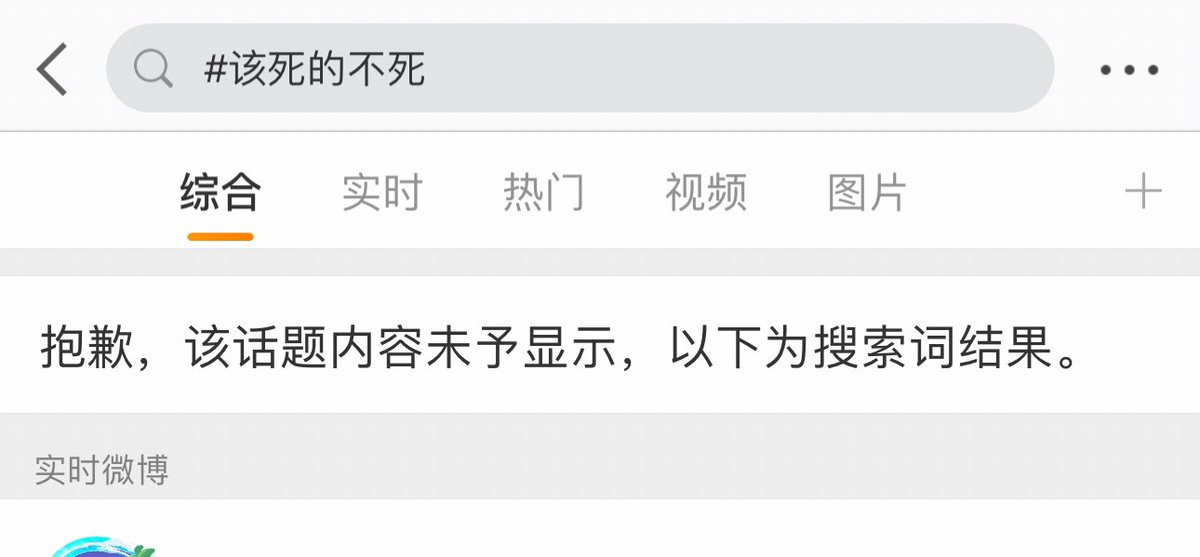 #该死的不死
综合 实时 热门 视频 图片
抱歉，该话题内容未予显示，以下为搜索词结果。
实时微博